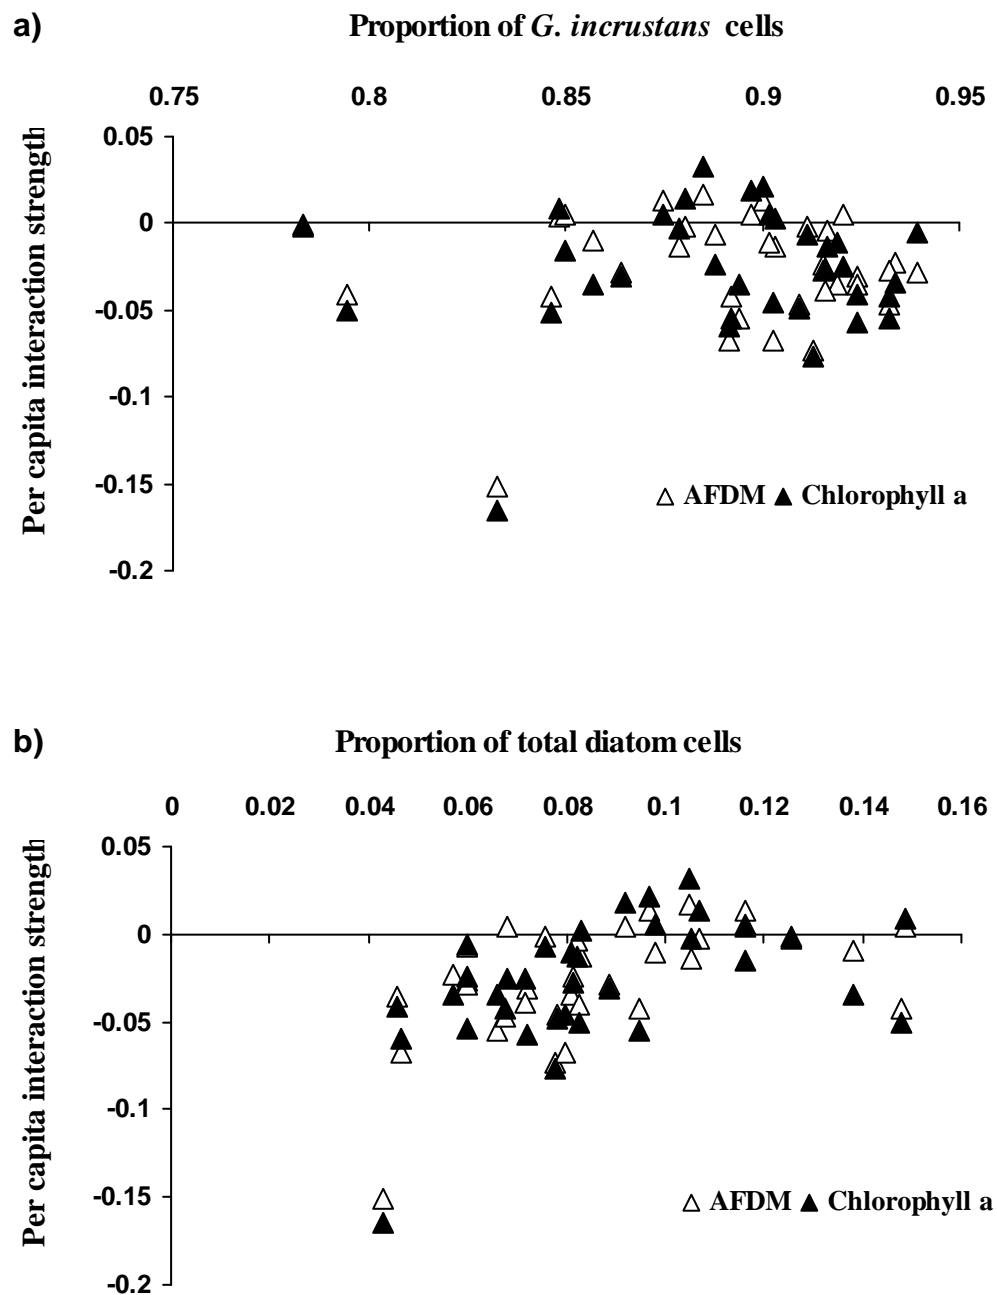 a)
Proportion of G. incrustans cells
0.75 0.8 0.85 0.9 0.95
Per capita interaction strength
0.05
0
-0.05
-0.1
-0.15
-0.2
AFDM Chlorophyll a
b)
Proportion of total diatom cells
0 0.02 0.04 0.06 0.08 0.1 0.12 0.14 0.16
Per capita interaction strength
0.05
0
-0.05
-0.1
-0.15
-0.2
AFDM Chlorophyll a